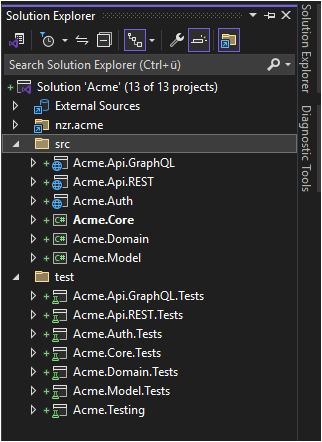 Solution Explorer
Search Solution Explorer (Ctrl+ü)
Solution 'Acme' (13 of 13 projects)
External Sources
nzr.acme
src
Acme.Api.GraphQL
Acme.Api.REST
Acme.Auth
C# Acme.Core
C# Acme.Domain
C# Acme.Model
test
Acme.Api.GraphQL.Tests
Acme.Api.REST.Tests
Acme.Auth.Tests
Acme.Core.Tests
Acme.Domain.Tests
Acme.Model.Tests
Acme.Testing
Solution Explorer
Diagnostic Tools